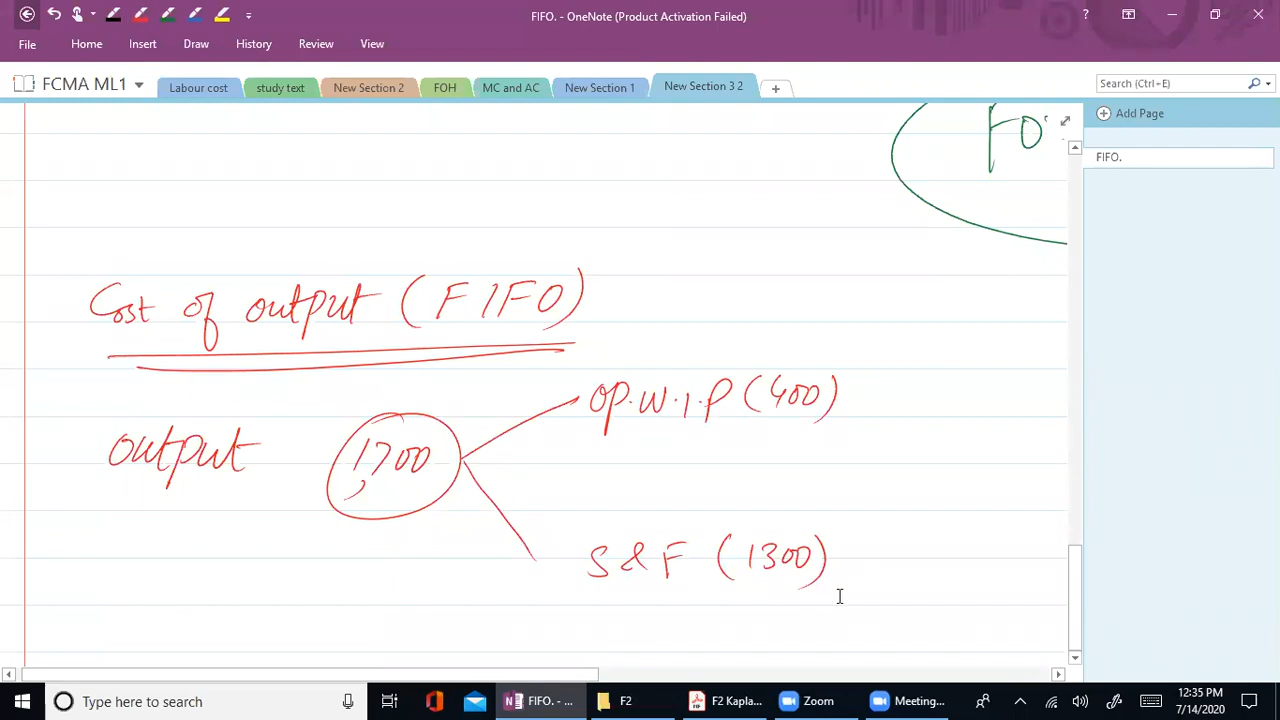 FIFO. - OneNote (Product Activation Failed)
?
File Home Insert Draw History Review View
FCMA ML1 Labour cost study text New Section 2 FOH MC and AC New Section 1 New Section 3 2 Search (Ctrl+E)
Add Page
FIFO.
FO
Cost of output (FIFO)
op.w.I.P (400)
output 1,700
S & F (1300)
Type here to search FIFO. - ... F2 F2 Kapla... Zoom Meeting... 12:35 PM
7/14/2020